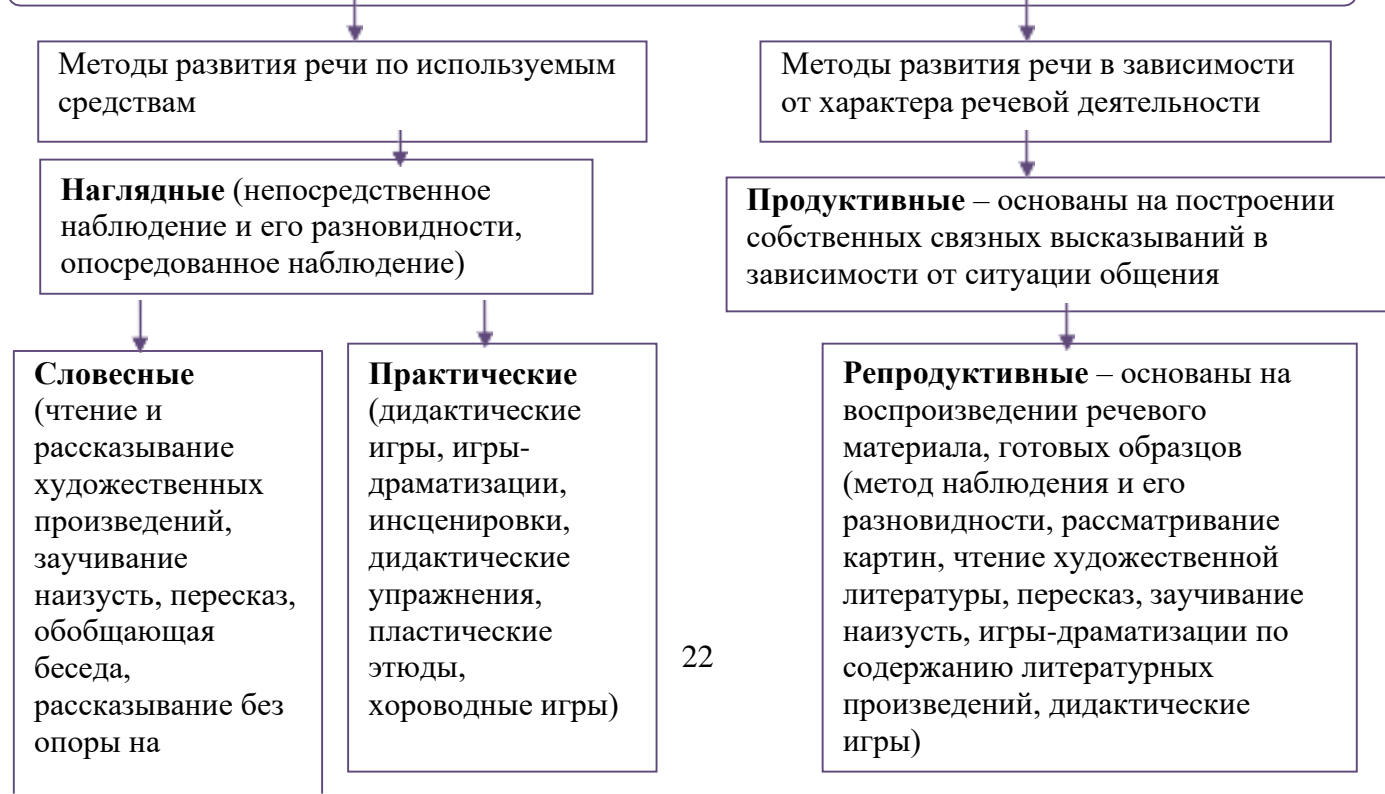 Методы развития речи по используемым
средствам
Методы развития речи в зависимости
от характера речевой деятельности
Наглядные (непосредственное
наблюдение и его разновидности,
опосредованное наблюдение)
Продуктивные – основаны на построении
собственных связных высказываний в
зависимости от ситуации общения
Словесные
(чтение и
рассказывание
художественных
произведений,
заучивание
наизусть, пересказ,
обобщающая
беседа,
рассказывание без
опоры на
Практические
(дидактические
игры, игры-
драматизации,
инсценировки,
дидактические
упражнения,
пластические
этюды,
хороводные игры)
22
Репродуктивные – основаны на
воспроизведении речевого
материала, готовых образцов
(метод наблюдения и его
разновидности, рассматривание
картин, чтение художественной
литературы, пересказ, заучивание
наизусть, игры-драматизации по
содержанию литературных
произведений, дидактические
игры)